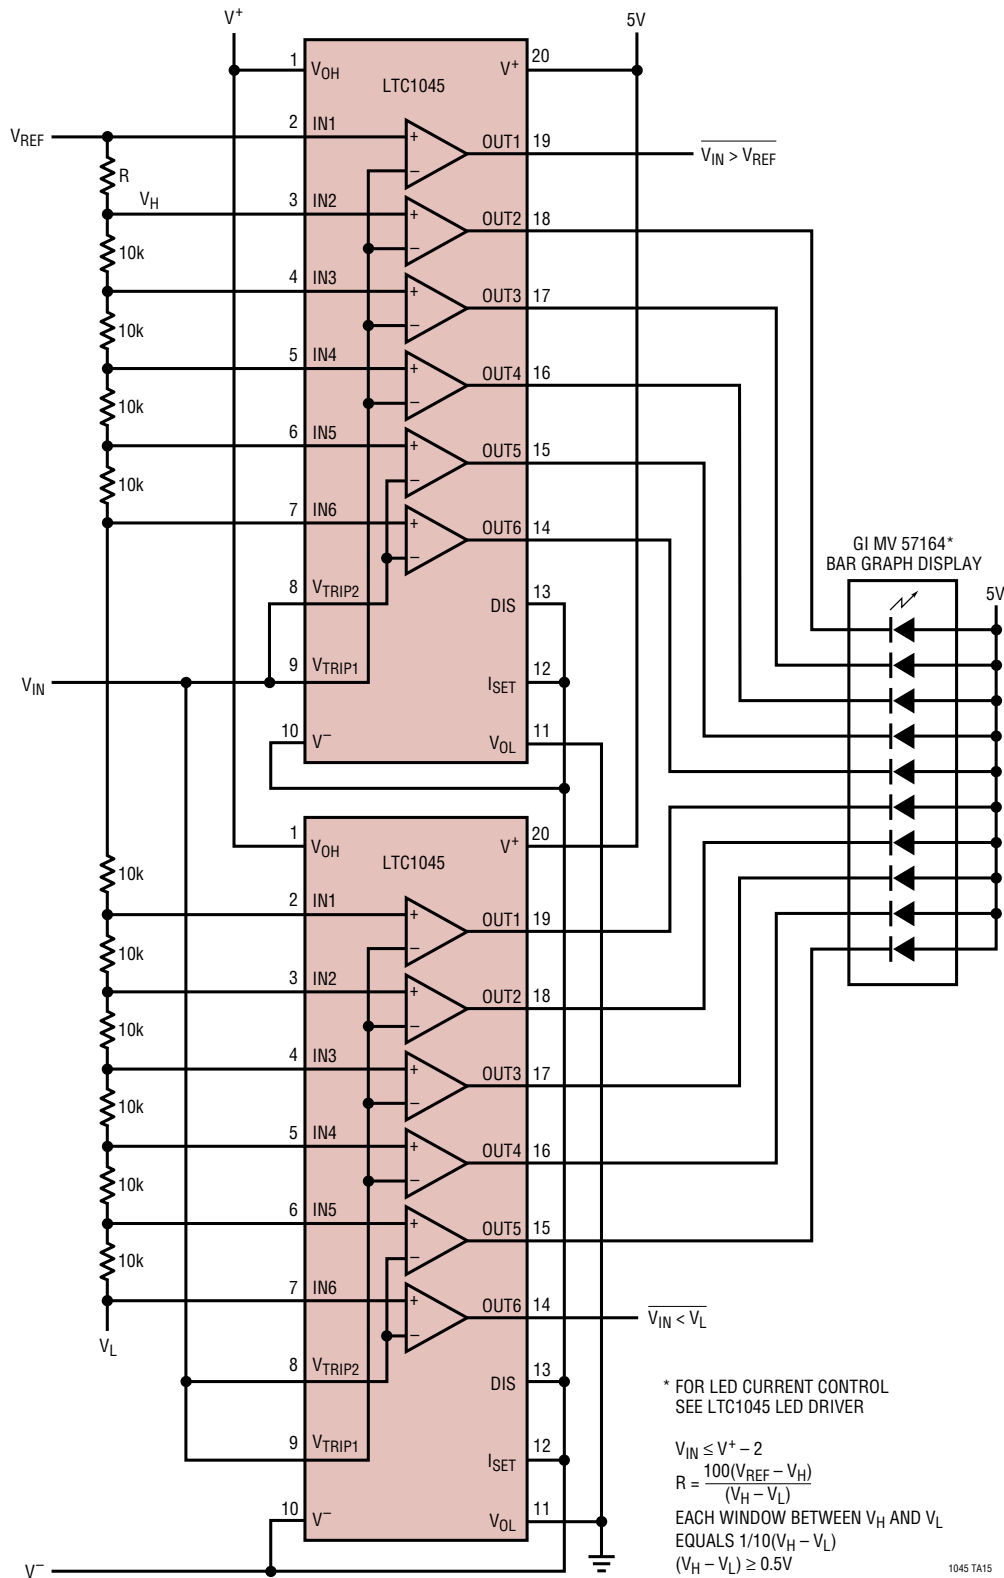 V+
5V
1
VOH
LTC1045
V+
20
VREF
2
IN1
+
−
OUT1
19
VIN > VREF
R
VH
3
IN2
+
−
OUT2
18
10k
4
IN3
+
−
OUT3
17
10k
5
IN4
+
−
OUT4
16
10k
6
IN5
+
−
OUT5
15
10k
7
IN6
+
−
OUT6
14
GI MV 57164*
BAR GRAPH DISPLAY
5V
8
VTRIP2
DIS
13
VIN
9
VTRIP1
ISET
12
10
V−
VOL
11
1
VOH
LTC1045
V+
20
10k
2
IN1
+
−
OUT1
19
10k
3
IN2
+
−
OUT2
18
10k
4
IN3
+
−
OUT3
17
10k
5
IN4
+
−
OUT4
16
10k
6
IN5
+
−
OUT5
15
10k
7
IN6
+
−
OUT6
14
VIN < VL
VL
8
VTRIP2
DIS
13
9
VTRIP1
ISET
12
10
V−
VOL
11
V−
* FOR LED CURRENT CONTROL
SEE LTC1045 LED DRIVER
VIN ≤ V+ – 2
R = 100(VREF – VH)
(VH – VL)
EACH WINDOW BETWEEN VH AND VL
EQUALS 1/10(VH – VL)
(VH – VL) ≥ 0.5V
1045 TA15